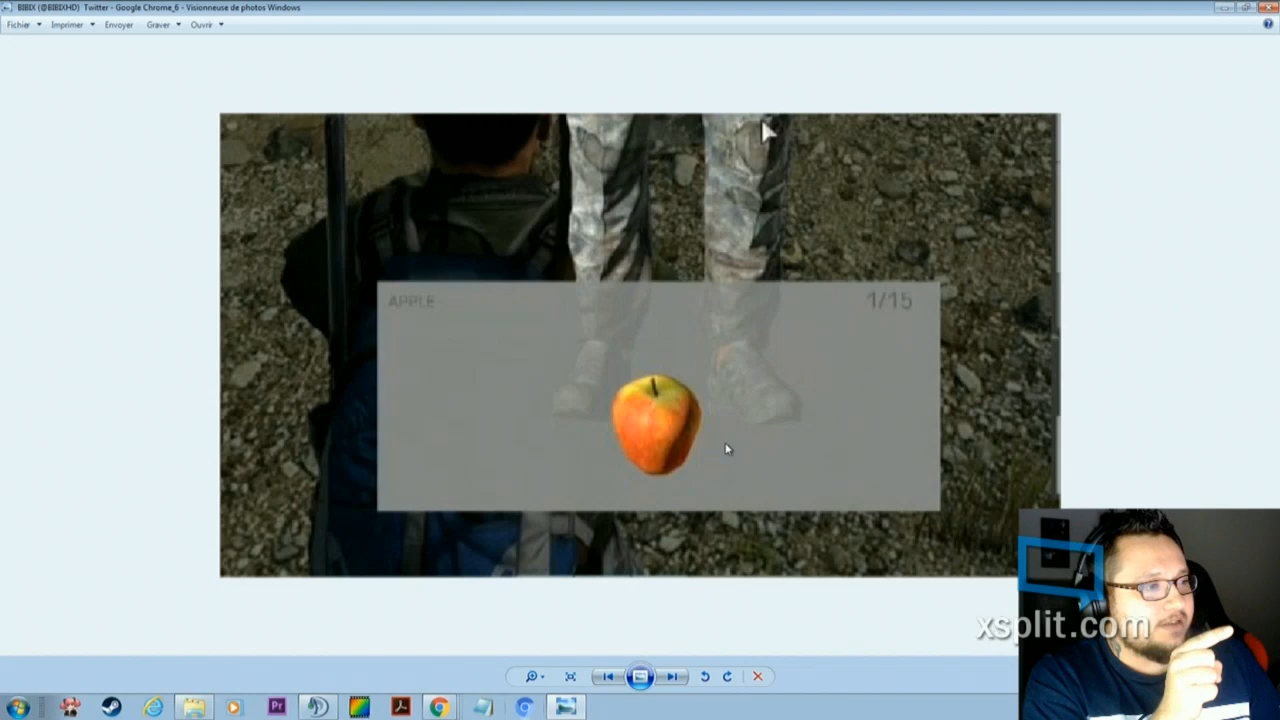 BIBIX (@BIBIXHD) Twitter - Google Chrome_6 - Visionneuse de photos Windows
Fichier Imprimer Envoyer Graver Ouvrir
APPLE
1/15
xsplit.com
Pr